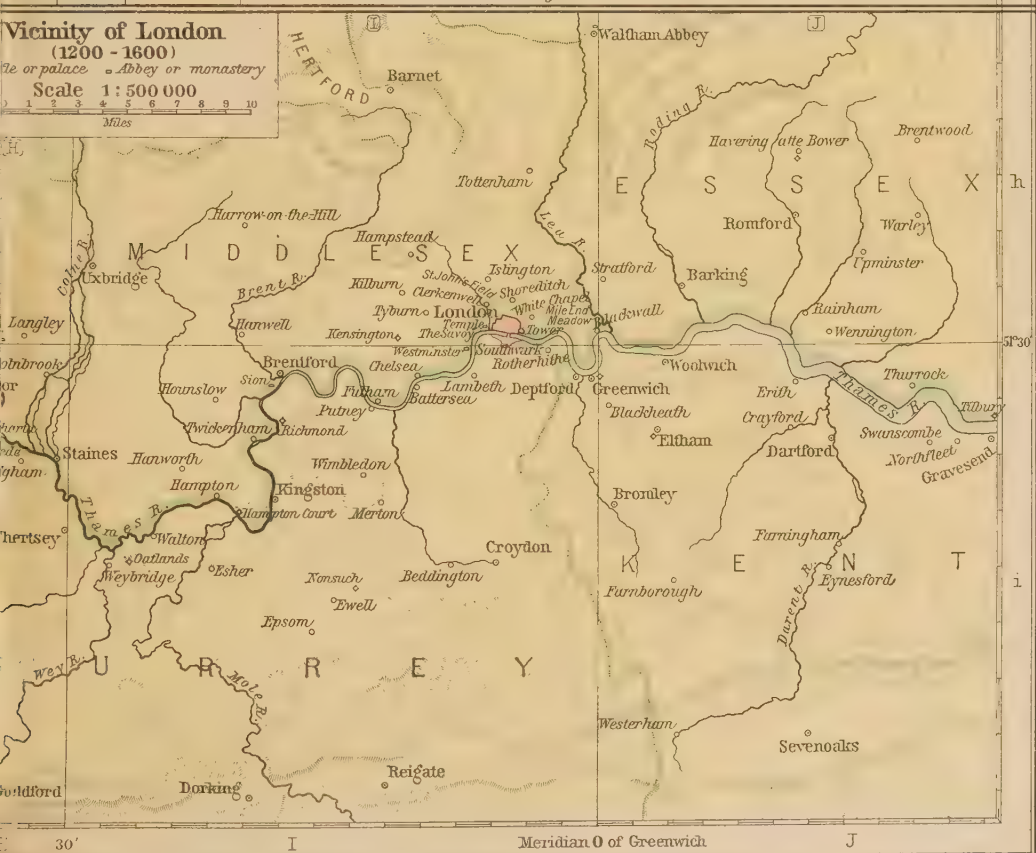 Vicinity of London
(1200 - 1600)
or palace Abbey or monastery
Scale 1:500 000
1 2 3 4 5 6 7 8 9 10
Miles
I
J
HERTFORD
Waltham Abbey
Barnet
Roding R.
Havering atte Bower
Brentwood
H
Tottenham
ESSEX
h
Harrow-on-the-Hill
Lea R.
Romford
Warley
Hampstead
MIDDLESEX
Colne R.
Uxbridge
Islington
Stratford
Upminster
Brent R.
Kilburn
St. John's Field
Shoreditch
Barking
Clerkenwell
White Chapel
Tyburn
London
Mile End
Meadow
Blackwall
Rainham
Langley
Hanwell
Kensington
Temple
The Savoy
Tower
Wennington
Westminster
Southwark
51°30'
Brentford
Chelsea
Rotherhithe
Woolwich
Sion
Hounslow
Fulham
Battersea
Lambeth
Deptford
Greenwich
Erith
Thames R.
Thurrock
Putney
Blackheath
Crayford
Tilbury
Twickenham
Richmond
Eltham
Swanscombe
Staines
Hanworth
Wimbledon
Dartford
Northfleet
Gravesend
Hampton
Kingston
Bromley
Thames R.
Hampton Court
Merton
Walton
Farningham
Oatlands
Croydon
Weybridge
Esher
Nonsuch
Beddington
KENT
Eynesford
i
Ewell
Farnborough
Epsom
Darent R.
Wey R.
URREY
Mole R.
Westerham
Sevenoaks
Reigate
Dorking
30'
I
Meridian 0 of Greenwich
J